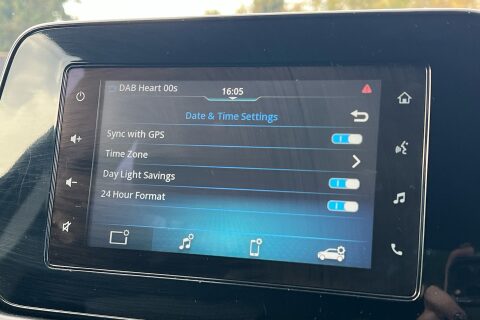 DAB Heart 00s
16:05
Date & Time Settings
Sync with GPS
Time Zone
Day Light Savings
24 Hour Format